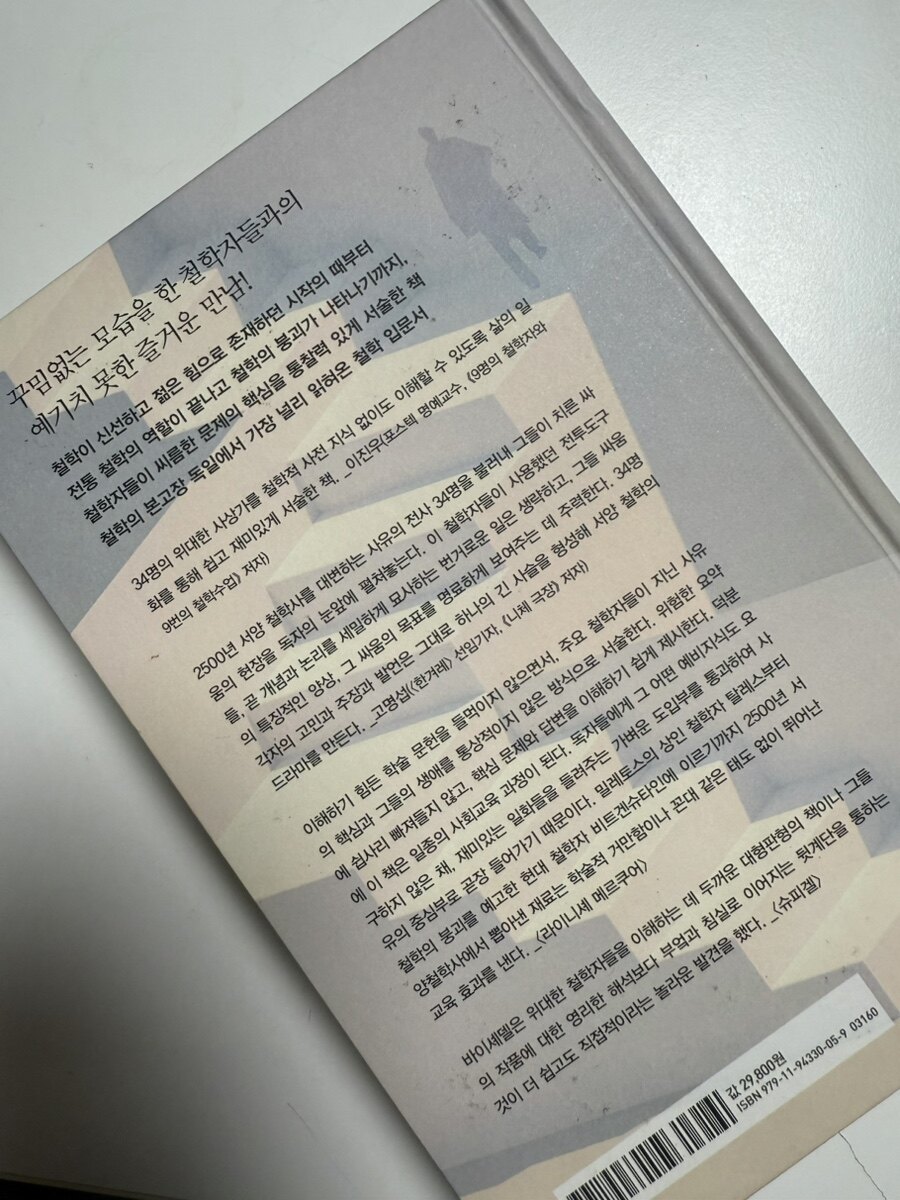 꾸밈없는 모습을 한 철학자들과의
예기치 못한 즐거운 만남!
철학이 신선하고 젊은 힘으로 존재하던 시작의 때부터
전통 철학의 역할이 끝나고 철학의 붕괴가 나타나기까지,
철학자들이 씨름한 문제의 핵심을 통찰력 있게 서술한 책
철학의 본고장 독일에서 가장 널리 읽혀온 철학 입문서
34명의 위대한 사상가를 철학적 사전 지식 없이도 이해할 수 있도록 삶의 일
화를 통해 쉽고 재미있게 서술한 책. _이진우(포스텍 명예교수, 《9명의 철학자와
9번의 철학수업》 저자)
2500년 서양 철학사를 대변하는 사유의 전사 34명을 불러내 그들이 치른 싸
움의 현장을 독자의 눈앞에 펼쳐놓는다. 이 철학자들이 사용했던 전투도구
들, 곧 개념과 논리를 세밀하게 묘사하는 번거로운 일은 생략하고, 그들 싸움
의 특징적인 양상, 그 싸움의 목표를 명료하게 보여주는 데 주력한다. 34명
각자의 고민과 주장과 발언은 그대로 하나의 긴 사슬을 형성해 서양 철학의
드라마를 만든다. _고명섭(《한겨레》 선임기자, 《니체 극장》 저자)
이해하기 힘든 학술 문헌을 들먹이지 않으면서, 주요 철학자들이 지닌 사유
의 핵심과 그들의 생애를 통상적이지 않은 방식으로 서술한다. 위험한 요약
에 쉽사리 빠져들지 않고, 핵심 문제와 답변을 이해하기 쉽게 제시한다. 덕분
에 이 책은 일종의 사회교육 과정이 된다. 독자들에게 그 어떤 예비지식도 요
구하지 않은 채, 재미있는 일화들을 들려주는 가벼운 도입부를 통과하여 사
유의 중심부로 곧장 들어가기 때문이다. 밀레토스의 상인 철학자 탈레스부터
철학의 붕괴를 예고한 현대 철학자 비트겐슈타인에 이르기까지 2500년 서
양철학사에서 뽑아낸 재료는 학술적 거만함이나 꼰대 같은 태도 없이 뛰어난
교육 효과를 낸다. _〈라이니셰 메르쿠어〉
바이셰델은 위대한 철학자들을 이해하는 데 두꺼운 대형판형의 책이나 그들
의 작품에 대한 영리한 해석보다 부엌과 침실로 이어지는 뒷계단을 통하는
것이 더 쉽고도 직접적이라는 놀라운 발견을 했다. _〈슈피겔〉
값 29,800원
ISBN 979-11-94330-05-9 03160